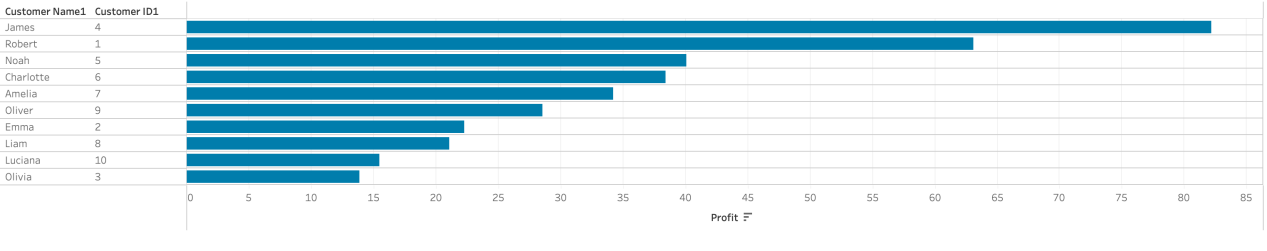 Customer Name1 Customer ID1
James 4
Robert 1
Noah 5
Charlotte 6
Amelia 7
Oliver 9
Emma 2
Liam 8
Luciana 10
Olivia 3
0 5 10 15 20 25 30 35 40 45 50 55 60 65 70 75 80 85
Profit